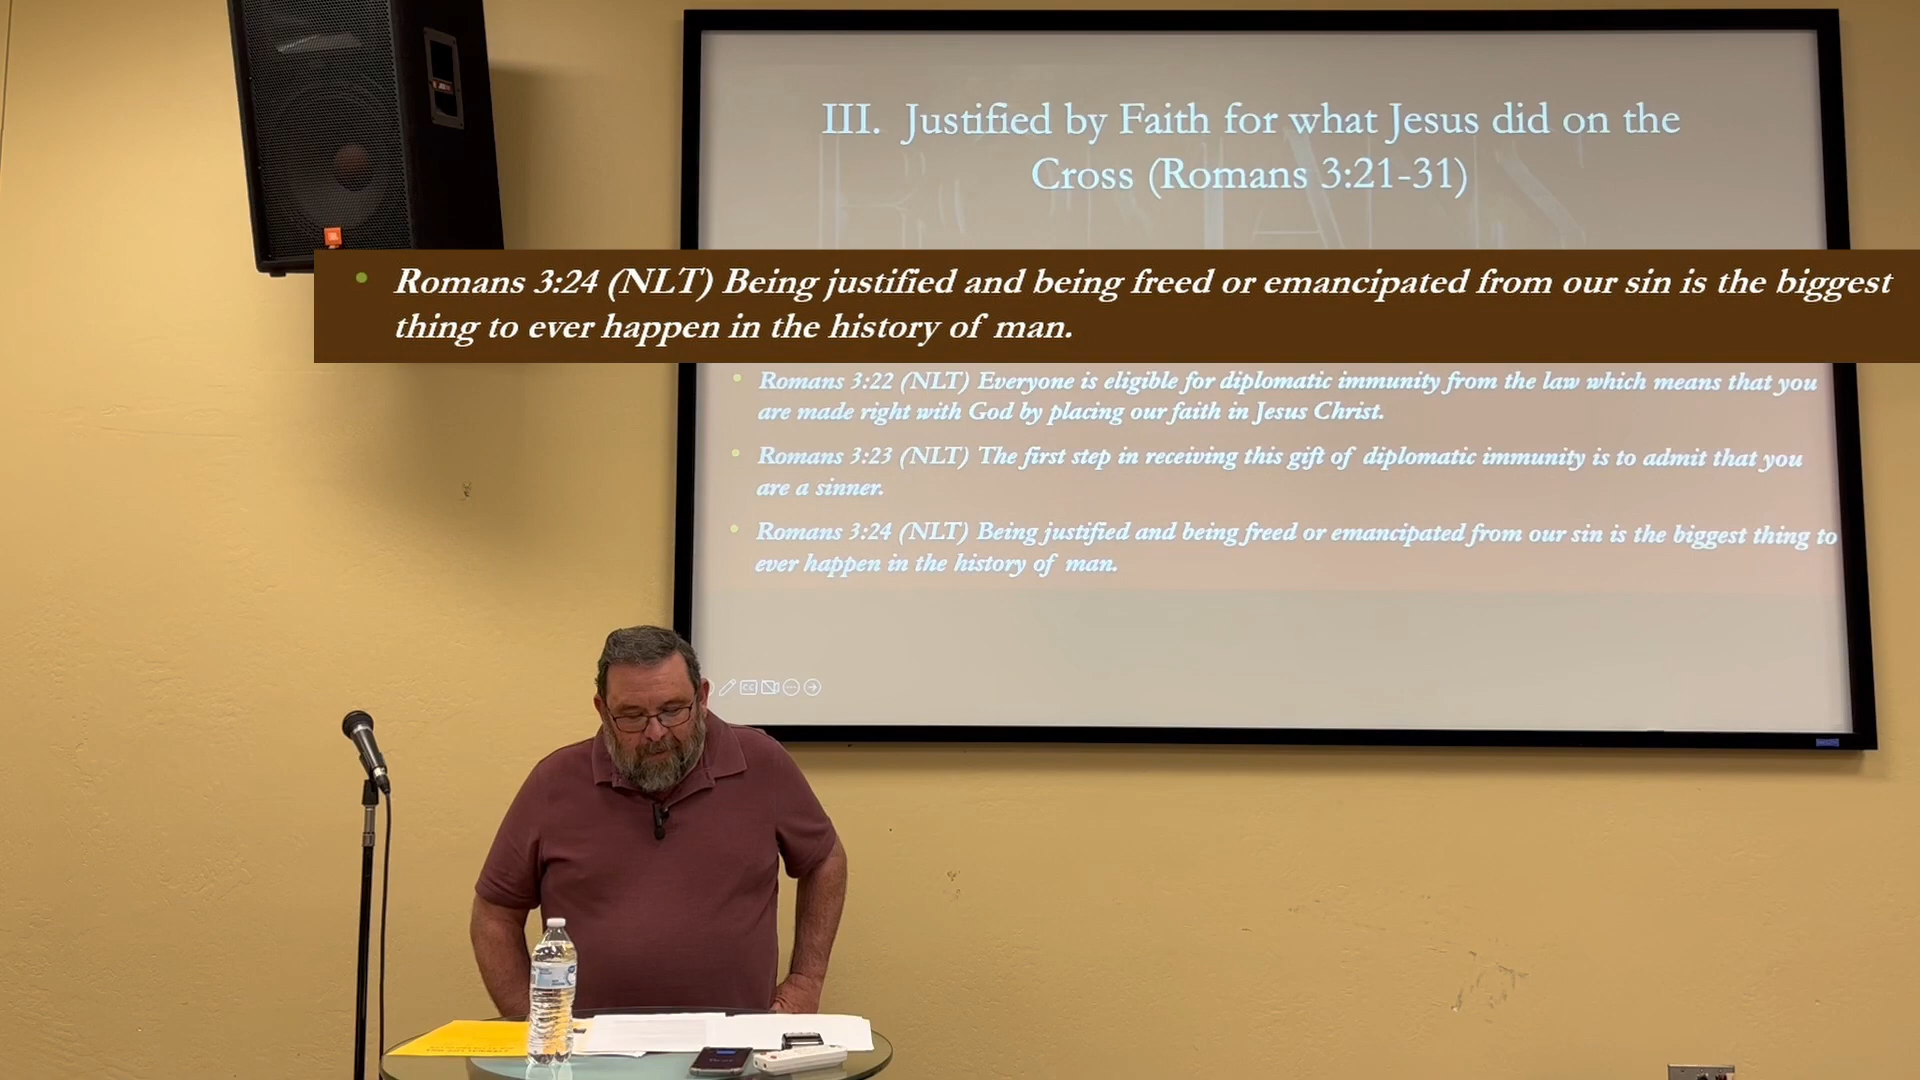 III. Justified by Faith for what Jesus did on the
Cross (Romans 3:21-31)
• Romans 3:24 (NLT) Being justified and being freed or emancipated from our sin is the biggest
thing to ever happen in the history of man.
• Romans 3:22 (NLT) Everyone is eligible for diplomatic immunity from the law which means that you
are made right with God by placing our faith in Jesus Christ.
• Romans 3:23 (NLT) The first step in receiving this gift of diplomatic immunity is to admit that you
are a sinner.
• Romans 3:24 (NLT) Being justified and being freed or emancipated from our sin is the biggest thing to
ever happen in the history of man.